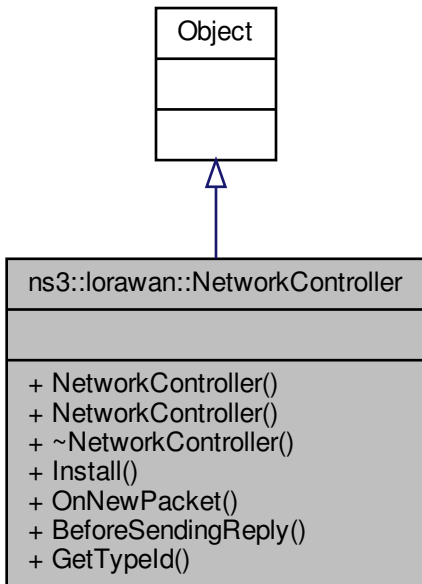 Object
ns3::lorawan::NetworkController
+ NetworkController()
+ NetworkController()
+ ~NetworkController()
+ Install()
+ OnNewPacket()
+ BeforeSendingReply()
+ GetTypeId()